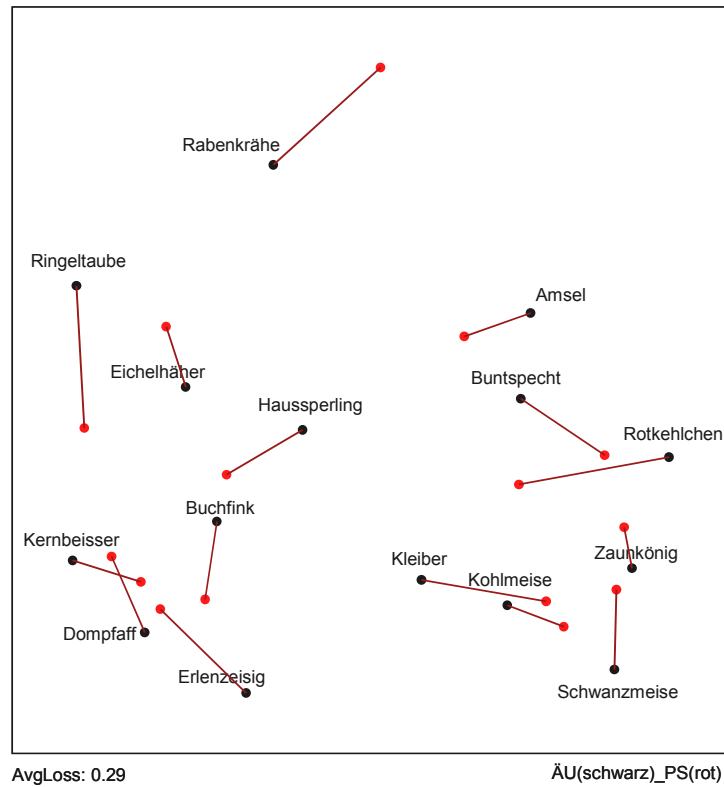 Rabenkrähe
Ringeltaube
Amsel
Eichelhäher
Buntspecht
Haussperling
Rotkehlchen
Buchfink
Kernbeisser
Kleiber
Zaunkönig
Kohlmeise
Dompfaff
Erlenzeisig
Schwanzmeise
AvgLoss: 0.29
ÄU(schwarz)_PS(rot)